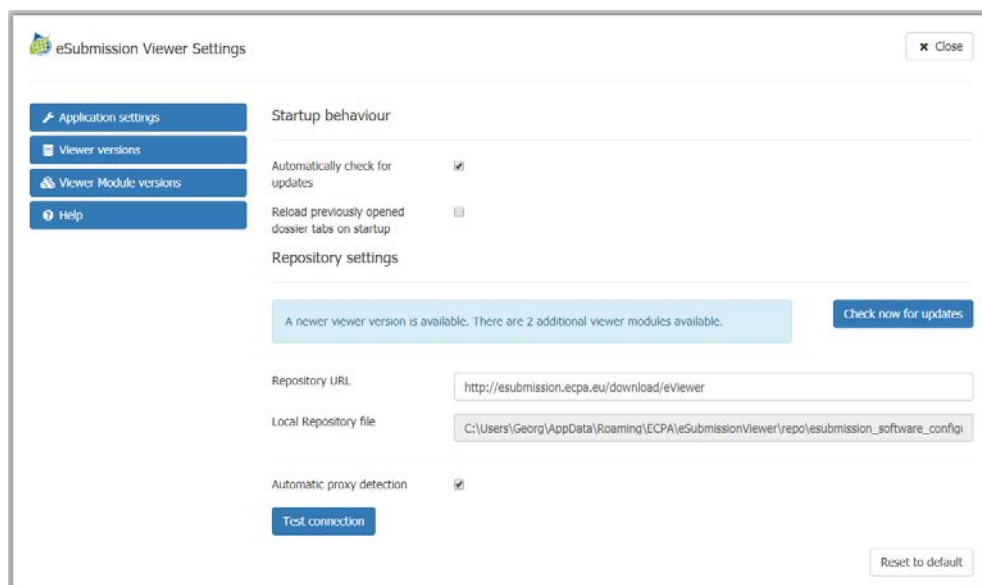 eSubmission Viewer Settings
Close
Application settings
Viewer versions
Viewer Module versions
Help
Startup behaviour
Automatically check for
updates
Reload previously opened
dossier tabs on startup
Repository settings
A newer viewer version is available. There are 2 additional viewer modules available.
Check now for updates
Repository URL
http://esubmission.ecpa.eu/download/eViewer
Local Repository file
C:\Users\Georg\AppData\Roaming\ECPA\eSubmissionViewer\repo\esubmission_software_config
Automatic proxy detection
Test connection
Reset to default